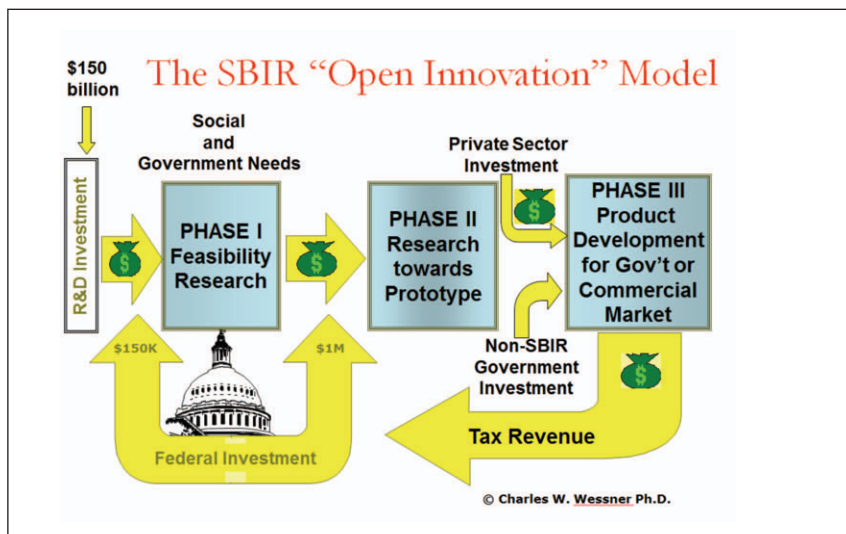 $150
billion
The SBIR “Open Innovation” Model
Social
and
Government Needs
Private Sector
Investment
R&D Investment
$
PHASE I
Feasibility
Research
$
PHASE II
Research
towards
Prototype
$
PHASE III
Product
Development
for Gov't or
Commercial
Market
$150K
$1M
Non-SBIR
Government
Investment
$
Federal Investment
Tax Revenue
© Charles W. Wessner Ph.D.